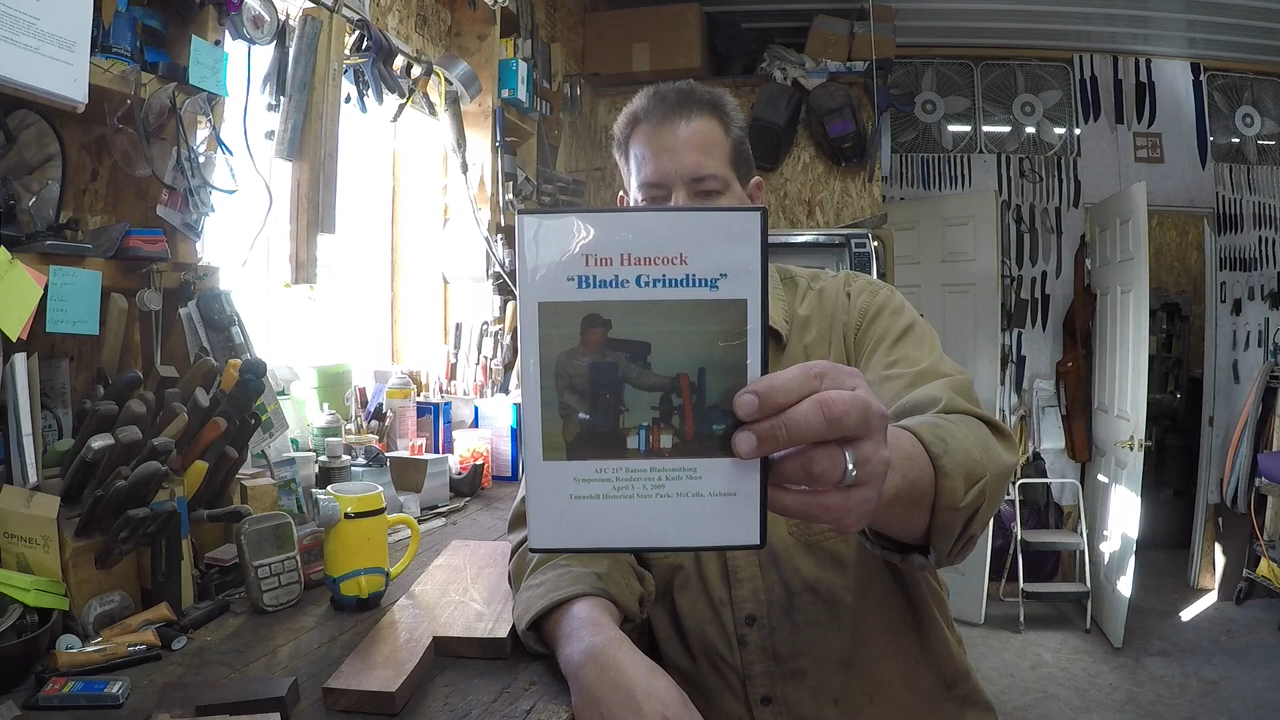 Tim Hancock
“Blade Grinding”
AFC 21st Batson Bladesmithing
Symposium, Rendezvous & Knife Show
April 3 – 5, 2009
Tannehill Historical State Park; McCalla, Alabama
OPINEL